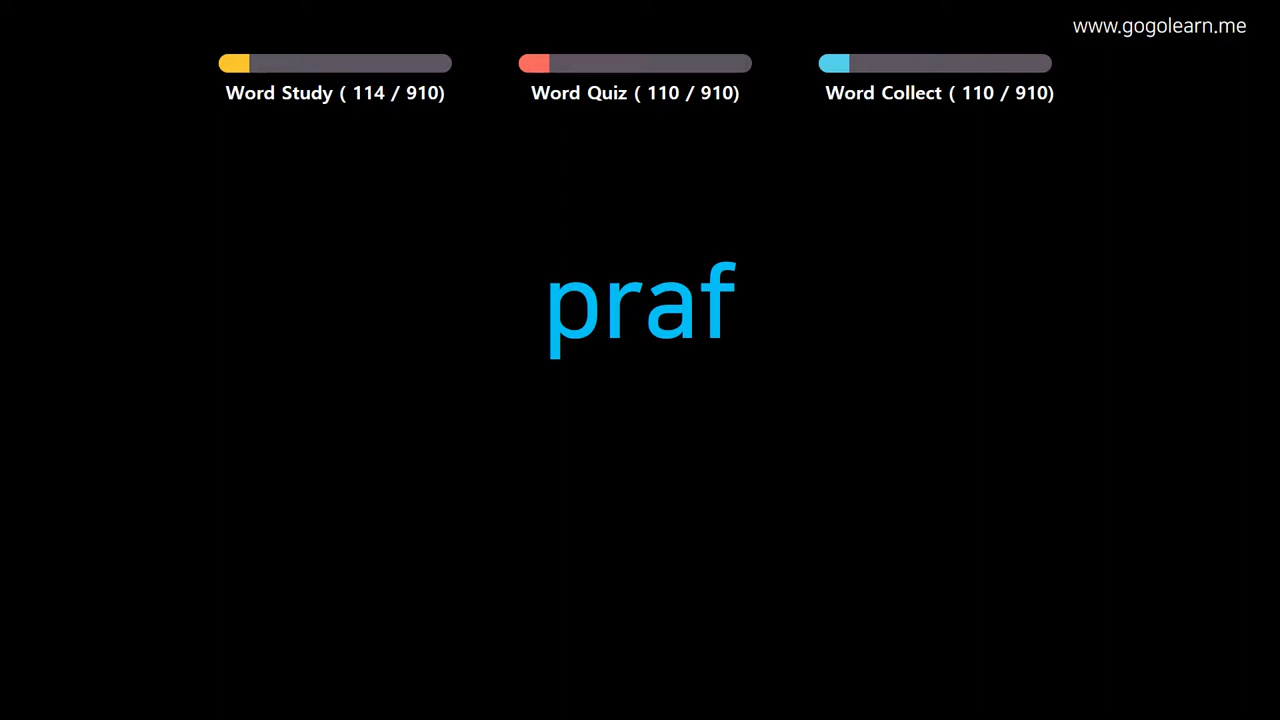 www.gogolearn.me
Word Study ( 114 / 910)
Word Quiz ( 110 / 910)
Word Collect ( 110 / 910)
praf